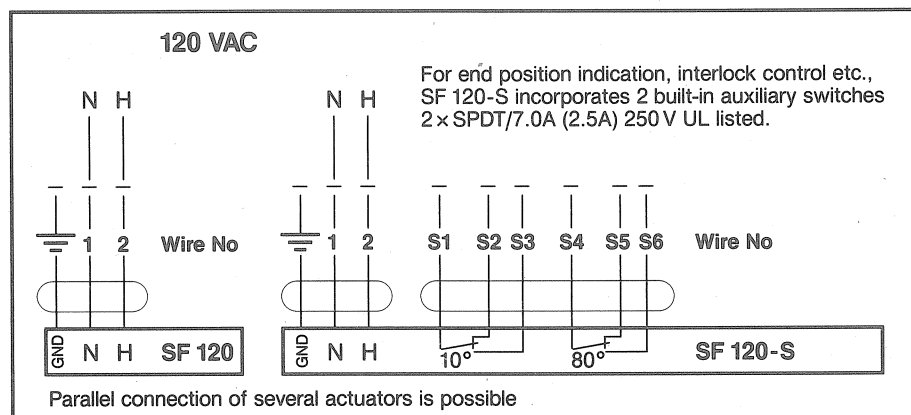 120 VAC
For end position indication, interlock control etc.,
SF 120-S incorporates 2 built-in auxiliary switches
2 x SPDT/7.0A (2.5A) 250 V UL listed.
N H N H
1 2 Wire No 1 2 S1 S2 S3 S4 S5 S6 Wire No
GND N H SF 120 GND N H 10° 80° SF 120-S
Parallel connection of several actuators is possible